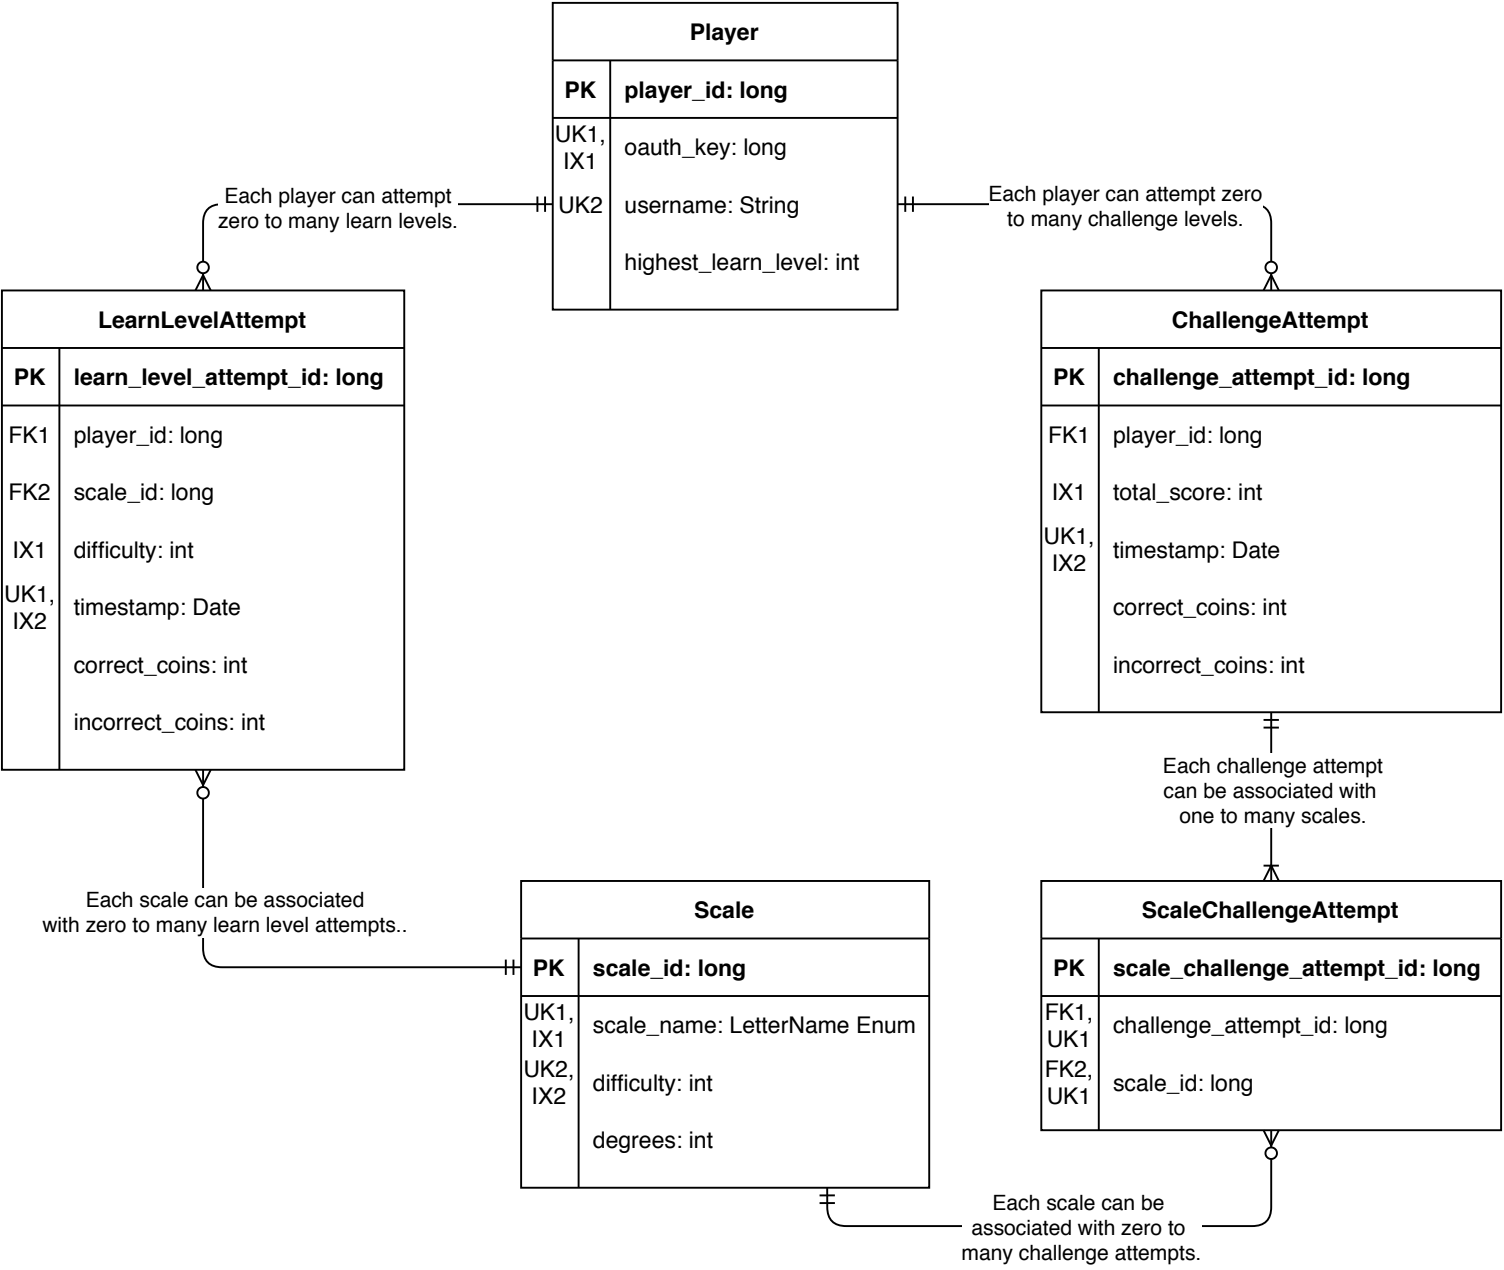 Player
PK player_id: long
UK1,
IX1
oauth_key: long
UK2 username: String
highest_learn_level: int
Each player can attempt
zero to many learn levels.
Each player can attempt zero
to many challenge levels.
LearnLevelAttempt
PK learn_level_attempt_id: long
FK1 player_id: long
FK2 scale_id: long
IX1 difficulty: int
UK1,
IX2
timestamp: Date
correct_coins: int
incorrect_coins: int
ChallengeAttempt
PK challenge_attempt_id: long
FK1 player_id: long
IX1 total_score: int
UK1,
IX2
timestamp: Date
correct_coins: int
incorrect_coins: int
Each challenge attempt
can be associated with
one to many scales.
Each scale can be associated
with zero to many learn level attempts..
Scale
PK scale_id: long
UK1,
IX1
scale_name: LetterName Enum
UK2,
IX2
difficulty: int
degrees: int
ScaleChallengeAttempt
PK scale_challenge_attempt_id: long
FK1,
UK1
challenge_attempt_id: long
FK2,
UK1
scale_id: long
Each scale can be
associated with zero to
many challenge attempts.